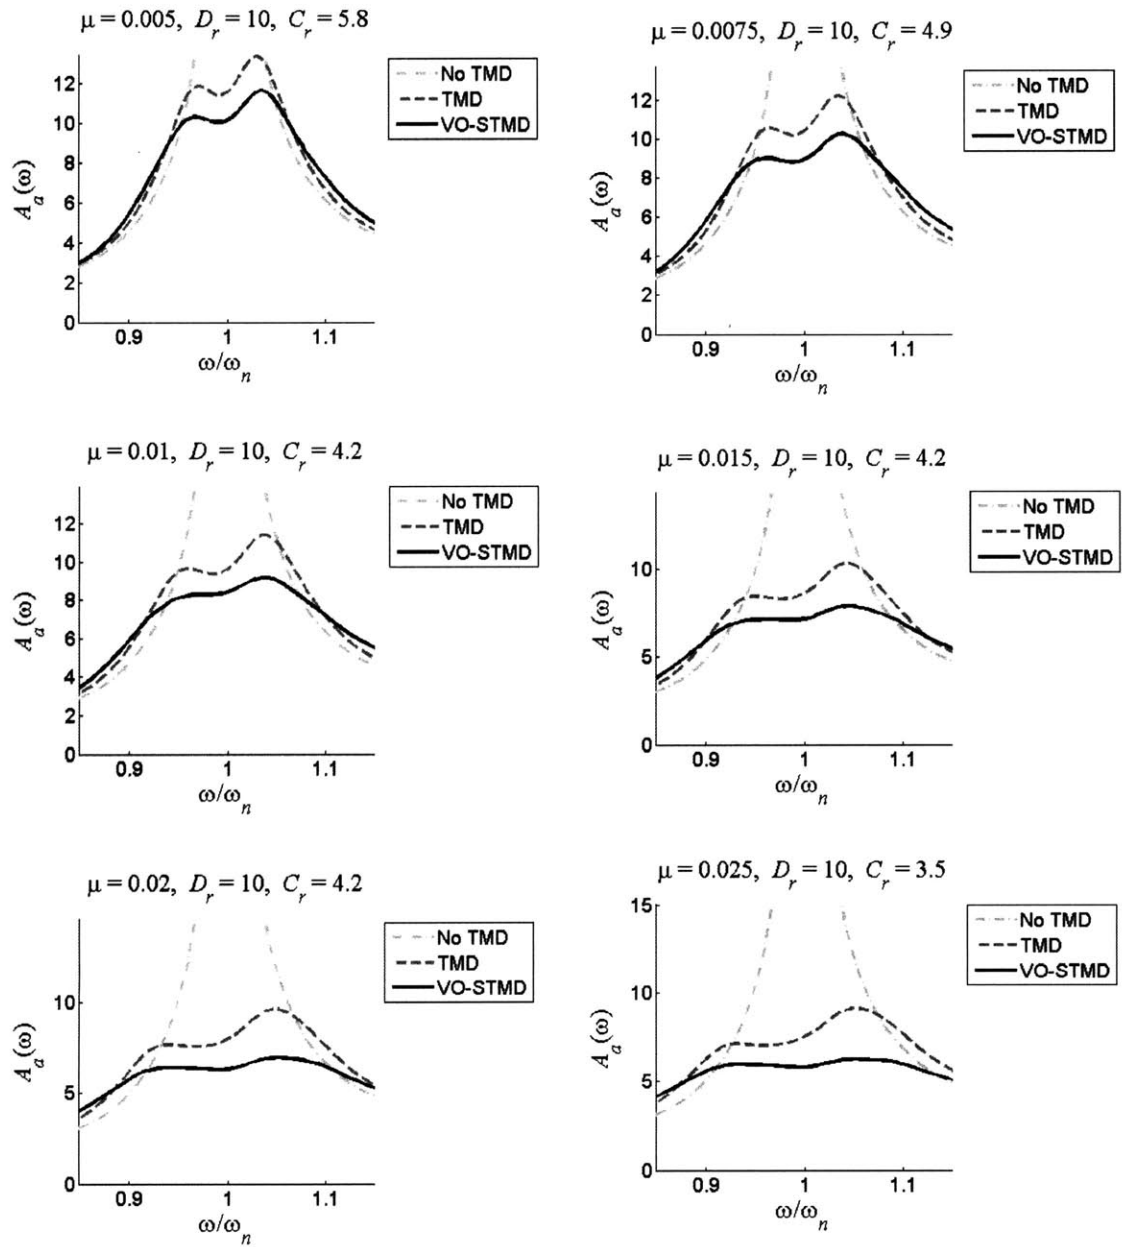 μ = 0.005, D_r = 10, C_r = 5.8
No TMD
TMD
VO-STMD
A_a(ω)
12
10
8
6
4
2
0
0.9 1 1.1
ω/ω_n
μ = 0.0075, D_r = 10, C_r = 4.9
No TMD
TMD
VO-STMD
A_a(ω)
12
10
8
6
4
2
0
0.9 1 1.1
ω/ω_n
μ = 0.01, D_r = 10, C_r = 4.2
No TMD
TMD
VO-STMD
A_a(ω)
12
10
8
6
4
2
0
0.9 1 1.1
ω/ω_n
μ = 0.015, D_r = 10, C_r = 4.2
No TMD
TMD
VO-STMD
A_a(ω)
10
5
0
0.9 1 1.1
ω/ω_n
μ = 0.02, D_r = 10, C_r = 4.2
No TMD
TMD
VO-STMD
A_a(ω)
10
5
0
0.9 1 1.1
ω/ω_n
μ = 0.025, D_r = 10, C_r = 3.5
No TMD
TMD
VO-STMD
A_a(ω)
15
10
5
0
0.9 1 1.1
ω/ω_n